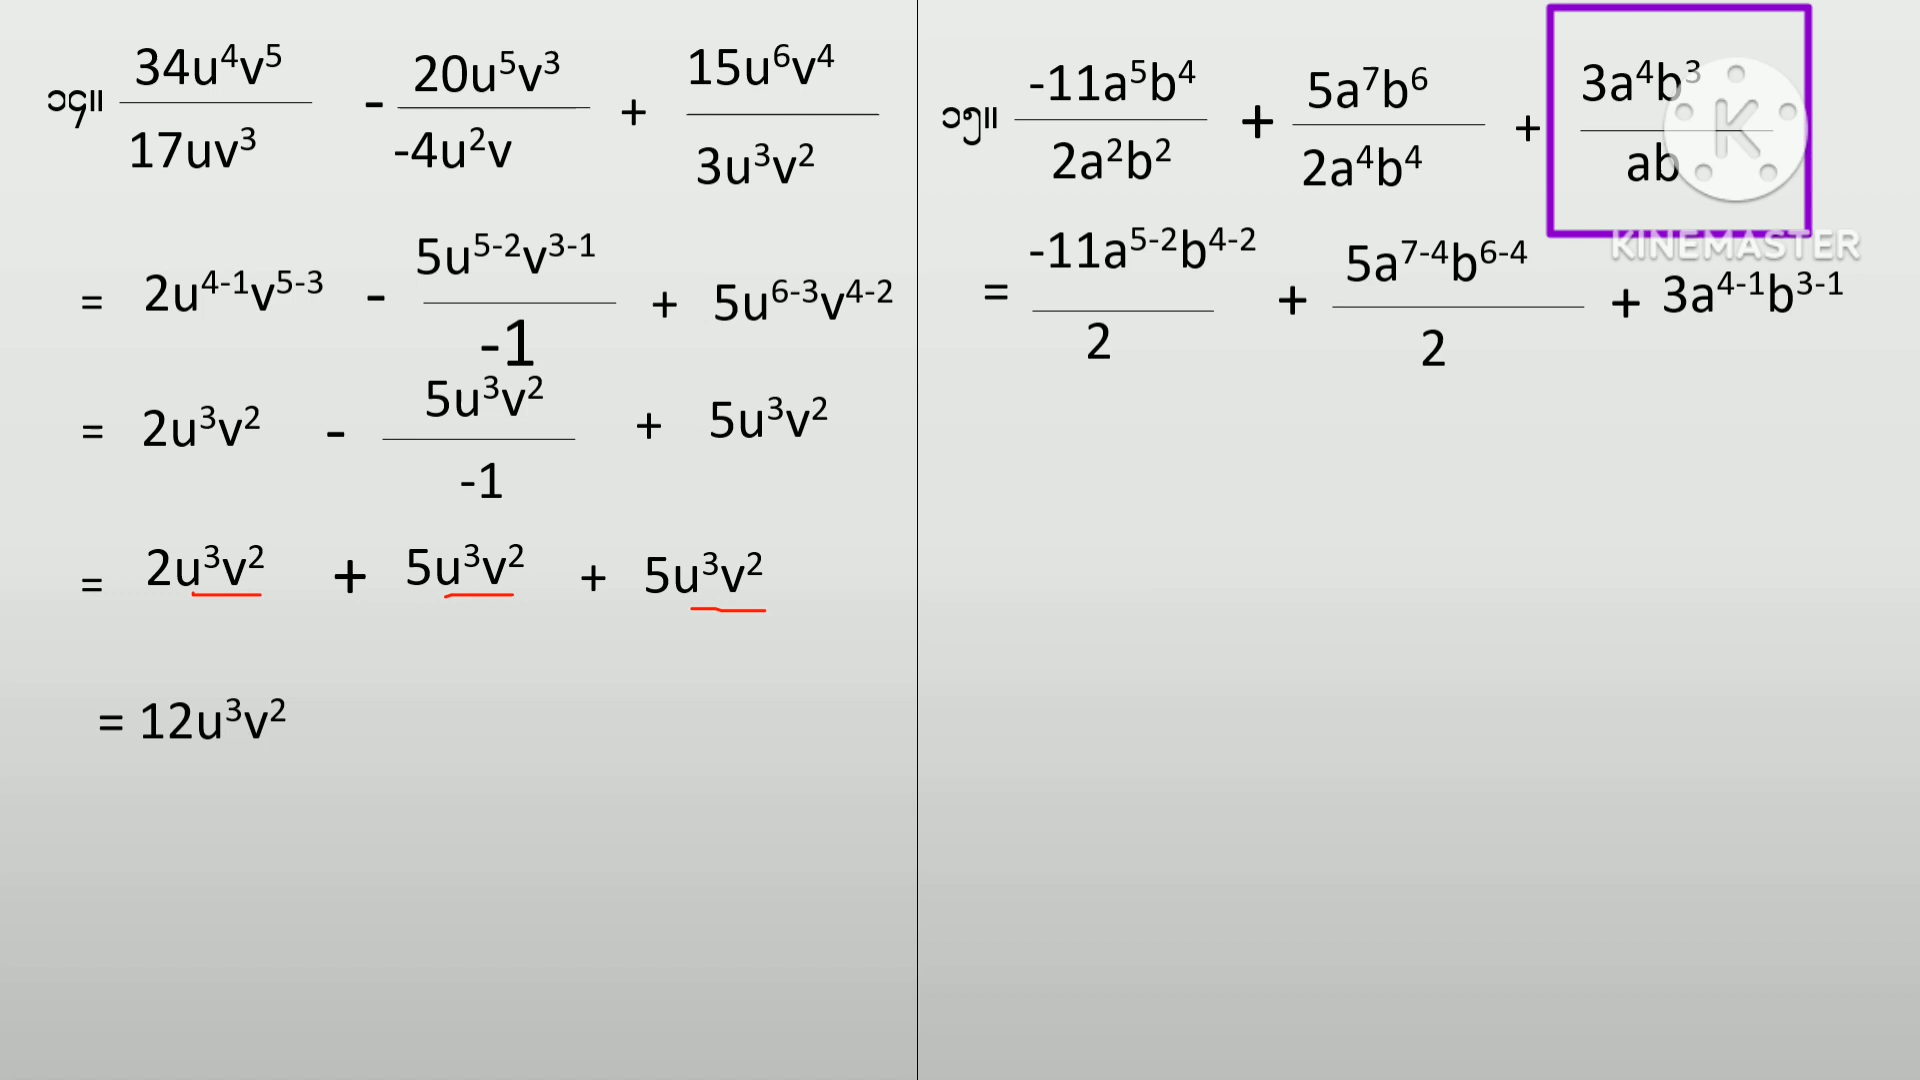 ၁၄။ 34u⁴v⁵ / 17uv³ - 20u⁵v³ / -4u²v + 15u⁶v⁴ / 3u³v²
= 2u⁴⁻¹v⁵⁻³ - 5u⁵⁻²v³⁻¹ / -1 + 5u⁶⁻³v⁴⁻²
= 2u³v² - 5u³v² / -1 + 5u³v²
= 2u³v² + 5u³v² + 5u³v²
= 12u³v²
၁၅။ -11a⁵b⁴ / 2a²b² + 5a⁷b⁶ / 2a⁴b⁴ + 3a⁴b³ / ab
= -11a⁵⁻²b⁴⁻² / 2 + 5a⁷⁻⁴b⁶⁻⁴ / 2 + 3a⁴⁻¹b³⁻¹
K
KINEMASTER